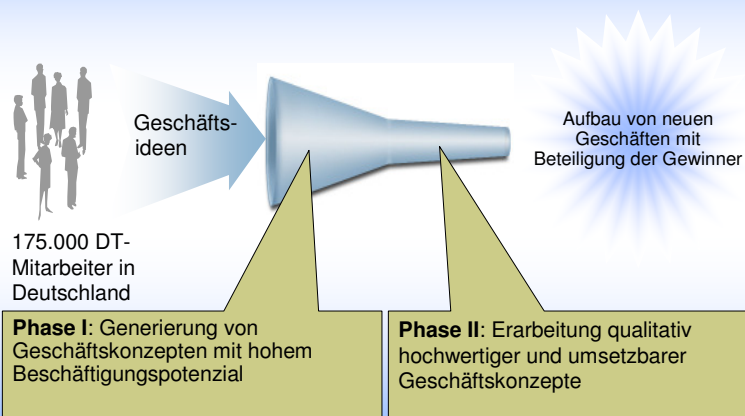 Geschäfts-
ideen
Aufbau von neuen
Geschäften mit
Beteiligung der Gewinner
175.000 DT-
Mitarbeiter in
Deutschland
Phase I: Generierung von
Geschäftskonzepten mit hohem
Beschäftigungspotenzial
Phase II: Erarbeitung qualitativ
hochwertiger und umsetzbarer
Geschäftskonzepte